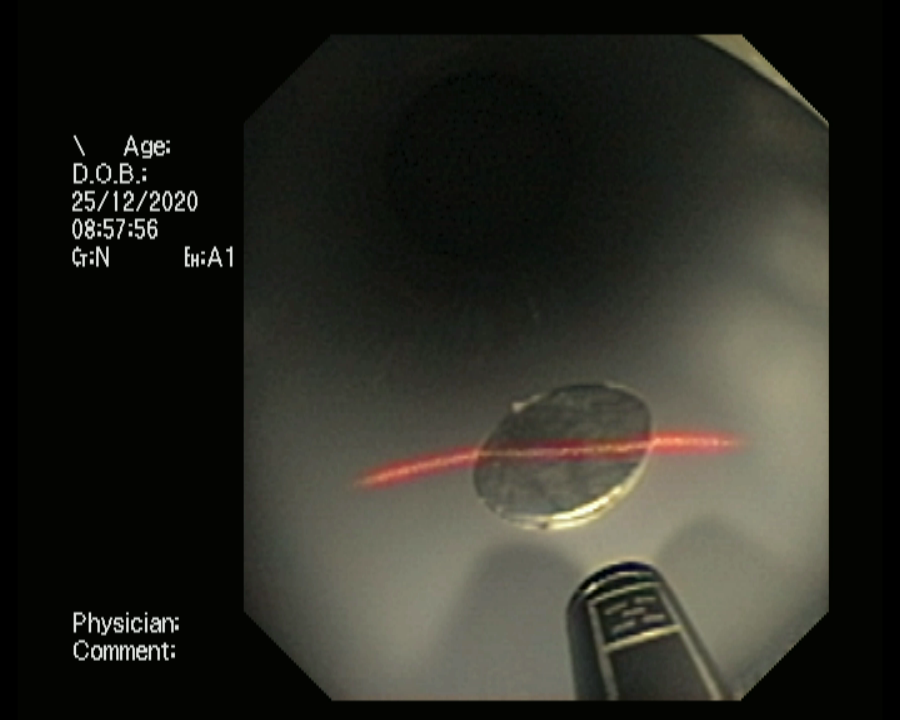 \ Age:
D.O.B.:
25/12/2020
08:57:56
Cr:N EH:A1
Physician:
Comment: